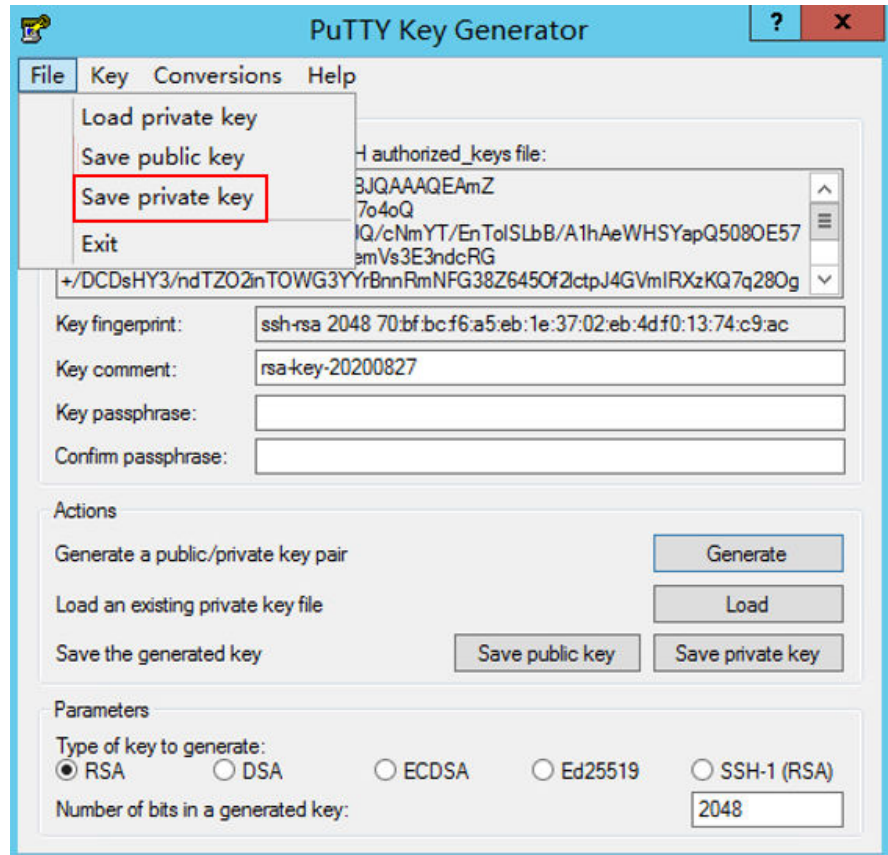 PuTTY Key Generator
?
x
File Key Conversions Help
Load private key
Save public key
Save private key
Exit
H authorized_keys file:
BJQAAAQEAmZ
7o4oQ
IQ/cNmYT/EnTolSLbB/A1hAeWHSYapQ508OE57
emVs3E3ndcRG
+/DCDsHY3/ndTZO2inTOWG3YYrBnnRmNFG38Z645Of2lctpJ4GVmlRXzKQ7q28Og
Key fingerprint: ssh-rsa 2048 70:bf:bc:f6:a5:eb:1e:37:02:eb:4d:f0:13:74:c9:ac
Key comment: rsa-key-20200827
Key passphrase:
Confirm passphrase:
Actions
Generate a public/private key pair Generate
Load an existing private key file Load
Save the generated key Save public key Save private key
Parameters
Type of key to generate:
RSA DSA ECDSA Ed25519 SSH-1 (RSA)
Number of bits in a generated key: 2048